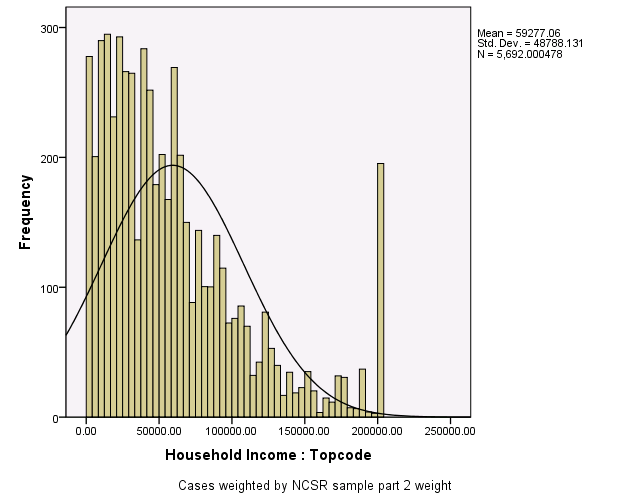 Mean = 59277.06
Std. Dev. = 48788.131
N = 5,692.000478
300
200
100
0
Frequency
0.00 50000.00 100000.00 150000.00 200000.00 250000.00
Household Income : Topcode
Cases weighted by NCSR sample part 2 weight